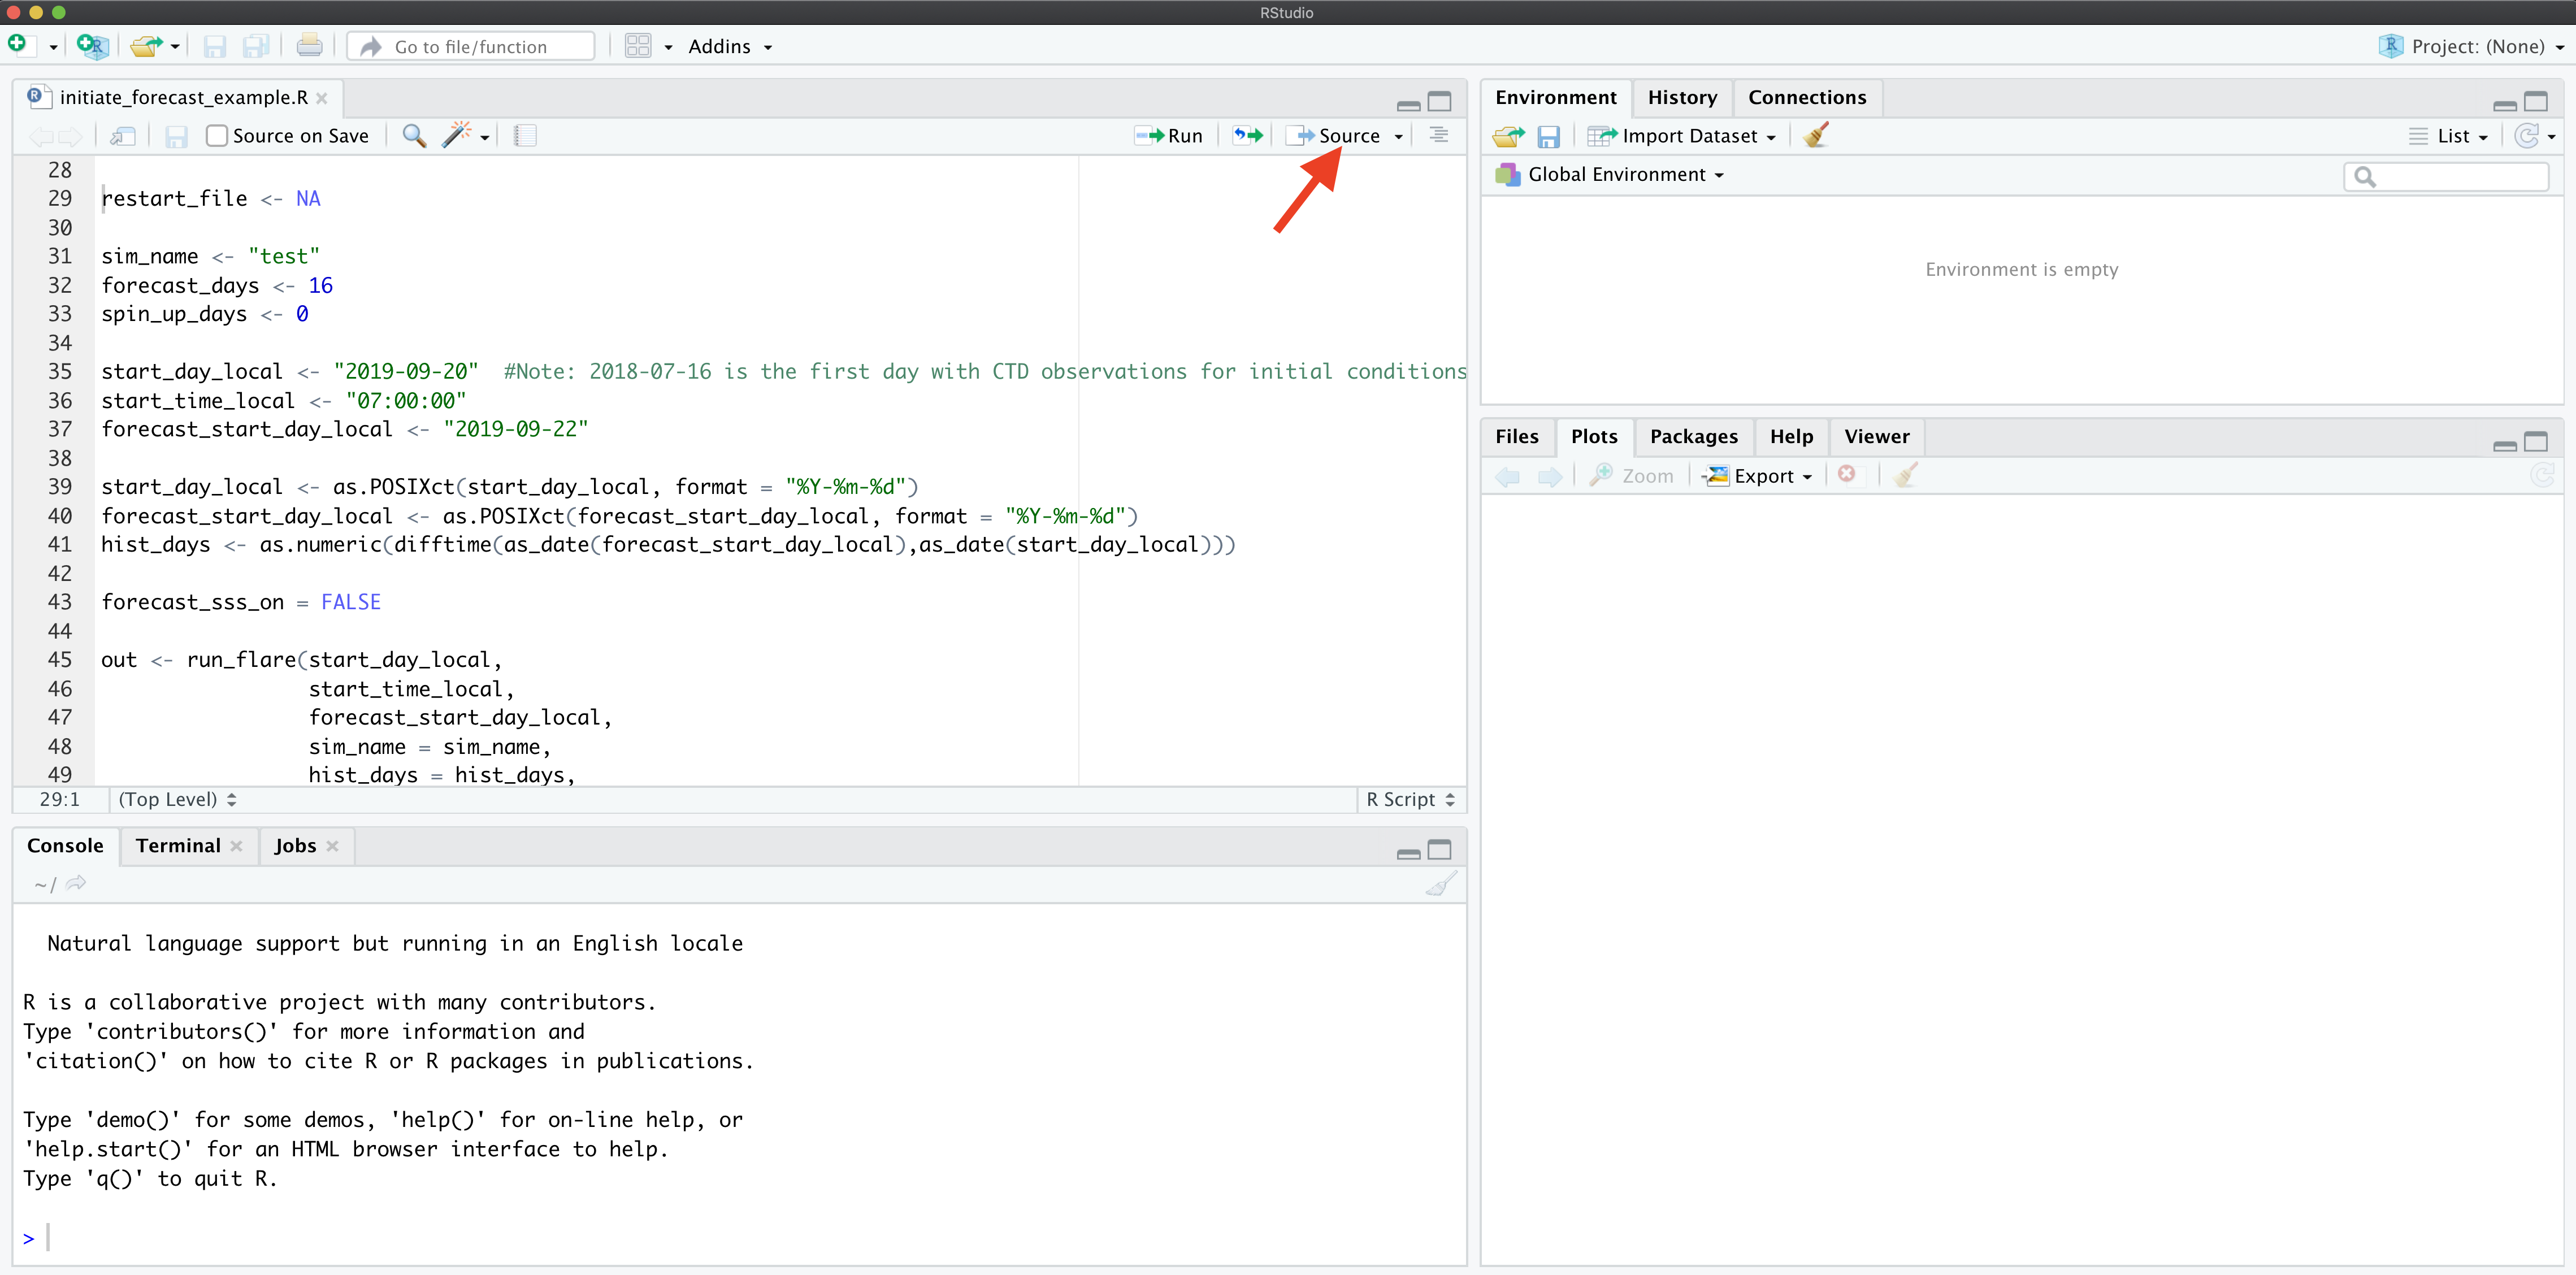 RStudio
Go to file/function
Addins
Project: (None)
initiate_forecast_example.R
Source on Save
Run
Source
28
29 restart_file <- NA
30
31 sim_name <- "test"
32 forecast_days <- 16
33 spin_up_days <- 0
34
35 start_day_local <- "2019-09-20"  #Note: 2018-07-16 is the first day with CTD observations for initial conditions
36 start_time_local <- "07:00:00"
37 forecast_start_day_local <- "2019-09-22"
38
39 start_day_local <- as.POSIXct(start_day_local, format = "%Y-%m-%d")
40 forecast_start_day_local <- as.POSIXct(forecast_start_day_local, format = "%Y-%m-%d")
41 hist_days <- as.numeric(difftime(as_date(forecast_start_day_local),as_date(start_day_local)))
42
43 forecast_sss_on = FALSE
44
45 out <- run_flare(start_day_local,
46                  start_time_local,
47                  forecast_start_day_local,
48                  sim_name = sim_name,
49                  hist_days = hist_days,
29:1 (Top Level) R Script
Console Terminal Jobs
~/
Natural language support but running in an English locale
R is a collaborative project with many contributors.
Type 'contributors()' for more information and
'citation()' on how to cite R or R packages in publications.
Type 'demo()' for some demos, 'help()' for on-line help, or
'help.start()' for an HTML browser interface to help.
Type 'q()' to quit R.
>
Environment History Connections
Import Dataset List
Global Environment
Environment is empty
Files Plots Packages Help Viewer
Zoom Export